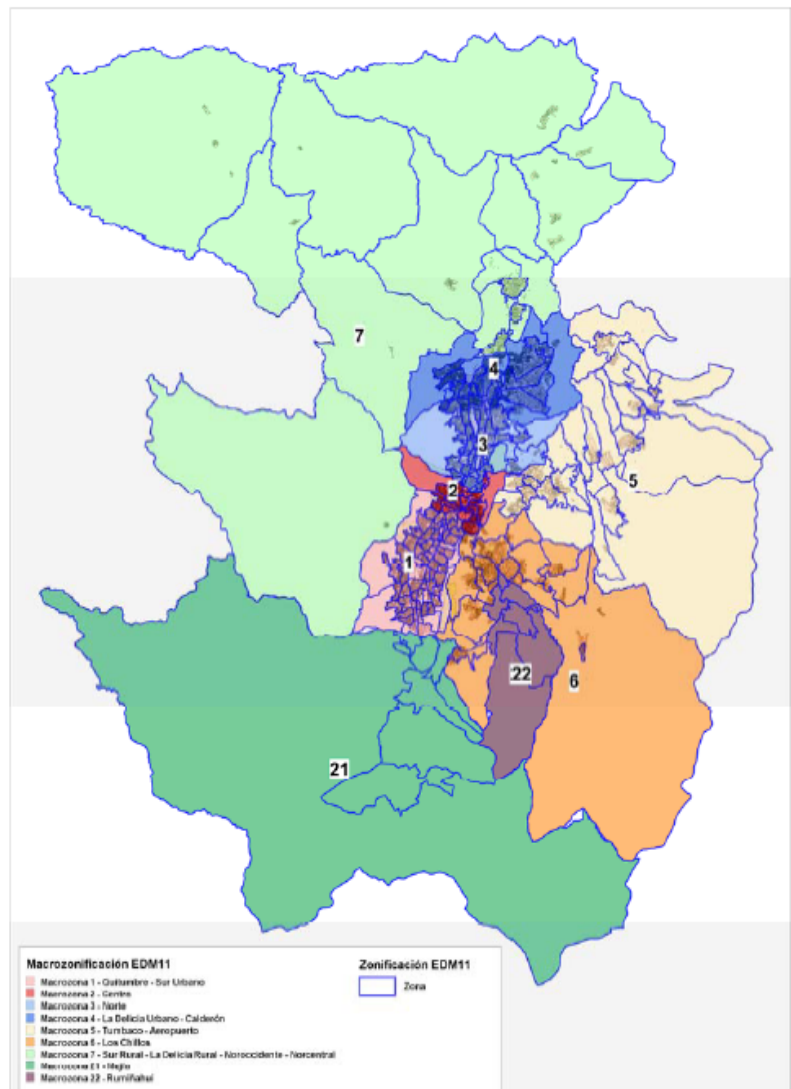 7
4
3
5
2
1
22
6
21
Macrozonificación EDM11
Macrozona 1 - Quitumbre - Sur Urbano
Macrozona 2 - Centro
Macrozona 3 - Norte
Macrozona 4 - La Delicia Urbano - Calderón
Macrozona 5 - Tumbaco - Aeropuerto
Macrozona 6 - Los Chillos
Macrozona 7 - Sur Rural - La Delicia Rural - Noroccidente - Norcentral
Macrozona 21 - Mejía
Macrozona 22 - Rumiñahuí
Zonificación EDM11
Zona